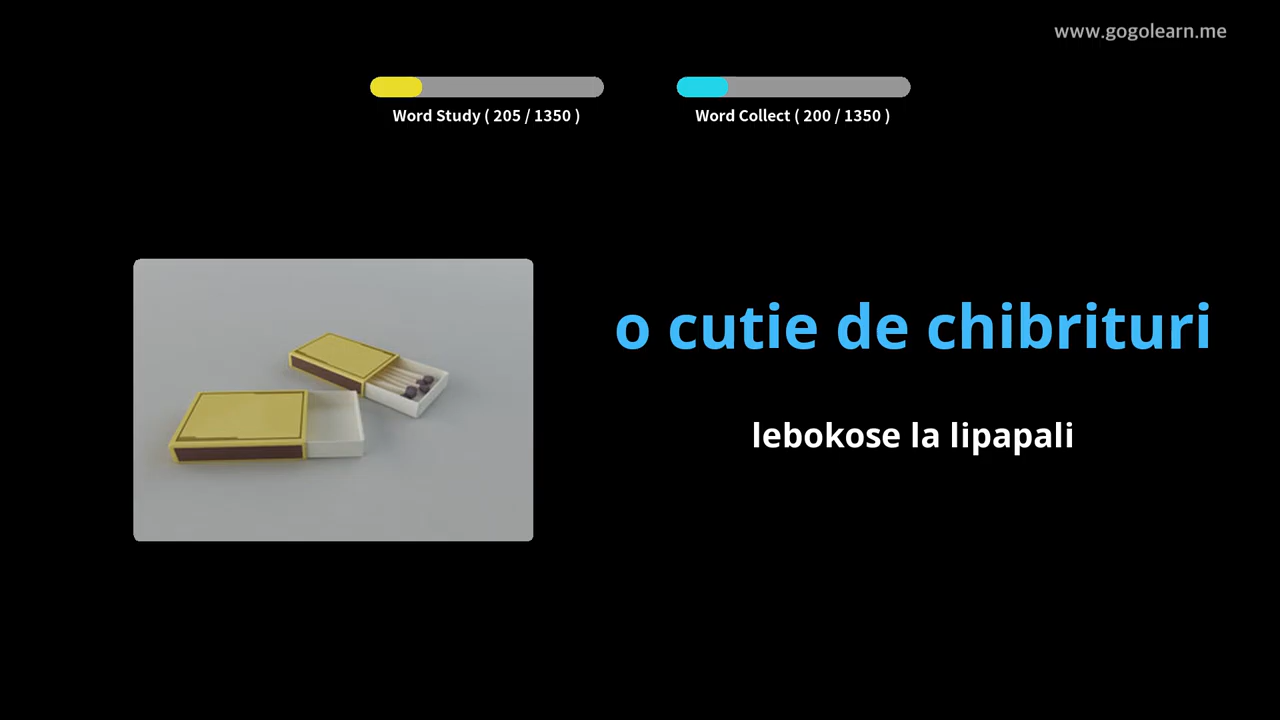 www.gogolearn.me
Word Study ( 205 / 1350 )
Word Collect ( 200 / 1350 )
o cutie de chibrituri
lebokose la lipapali